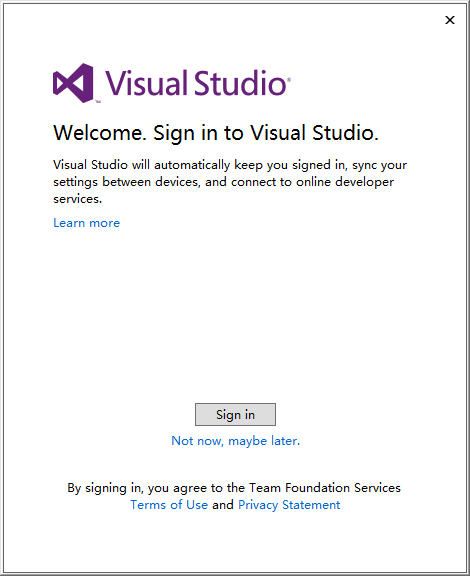 Visual Studio®
™
Welcome. Sign in to Visual Studio.
Visual Studio will automatically keep you signed in, sync your
settings between devices, and connect to online developer
services.
Learn more
Sign in
Not now, maybe later.
By signing in, you agree to the Team Foundation Services
Terms of Use and Privacy Statement